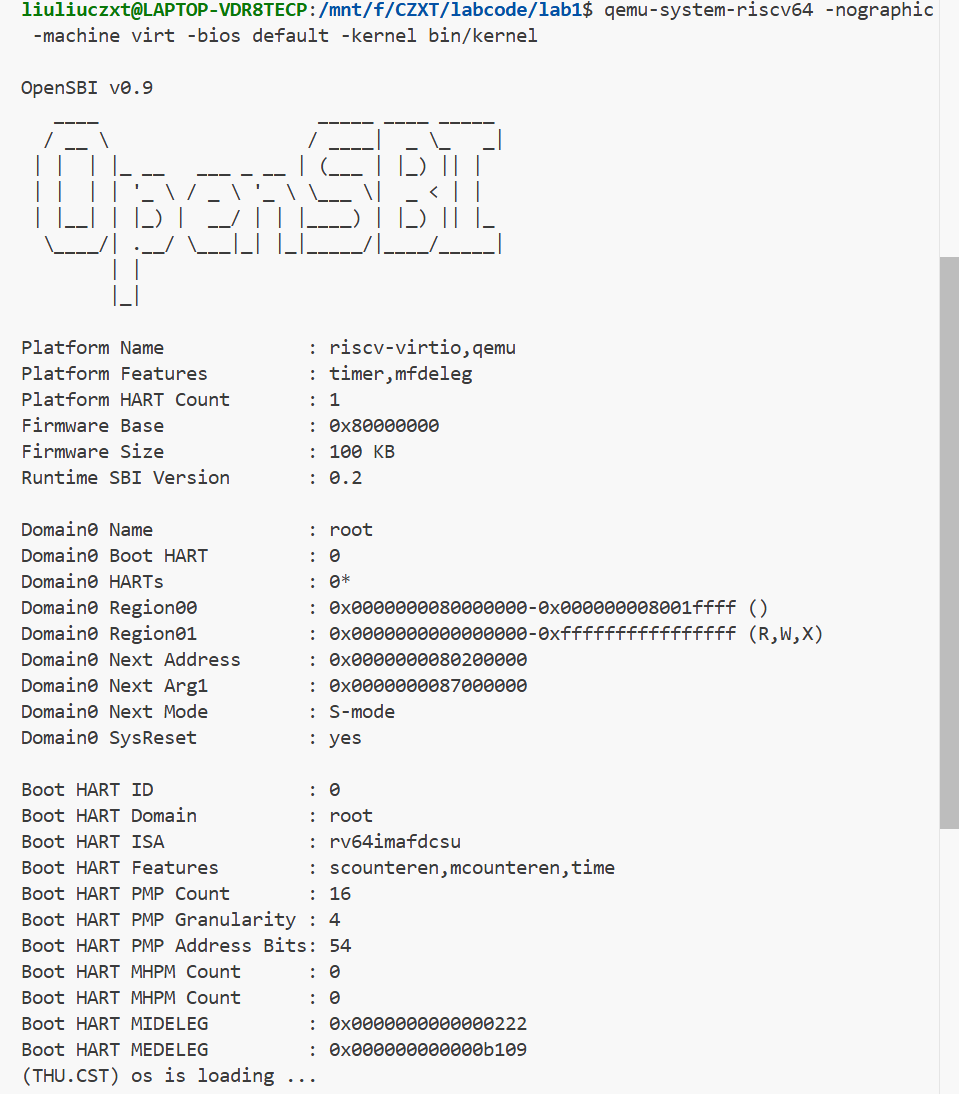 liuliuczxt@LAPTOP-VDR8TECP:/mnt/f/CZXT/labcode/lab1$ qemu-system-riscv64 -nographic
 -machine virt -bios default -kernel bin/kernel

OpenSBI v0.9
   ____                    _____ ____ _____
  / __ \                  / ____|  _ \_   _|
 | |  | |_ __   ___ _ __ | (___ | |_) || |
 | |  | | '_ \ / _ \ '_ \ \___ \|  _ < | |
 | |__| | |_) |  __/ | | |____) | |_) || |_
  \____/| .__/ \___|_| |_|_____/|____/_____|
        | |
        |_|

Platform Name             : riscv-virtio,qemu
Platform Features         : timer,mfdeleg
Platform HART Count       : 1
Firmware Base             : 0x80000000
Firmware Size             : 100 KB
Runtime SBI Version       : 0.2

Domain0 Name              : root
Domain0 Boot HART         : 0
Domain0 HARTs             : 0*
Domain0 Region00          : 0x0000000080000000-0x000000008001ffff ()
Domain0 Region01          : 0x0000000000000000-0xffffffffffffffff (R,W,X)
Domain0 Next Address      : 0x0000000080200000
Domain0 Next Arg1         : 0x0000000087000000
Domain0 Next Mode         : S-mode
Domain0 SysReset          : yes

Boot HART ID              : 0
Boot HART Domain          : root
Boot HART ISA             : rv64imafdcsu
Boot HART Features        : scounteren,mcounteren,time
Boot HART PMP Count       : 16
Boot HART PMP Granularity : 4
Boot HART PMP Address Bits: 54
Boot HART MHPM Count      : 0
Boot HART MHPM Count      : 0
Boot HART MIDELEG         : 0x0000000000000222
Boot HART MEDELEG         : 0x000000000000b109
(THU.CST) os is loading ...